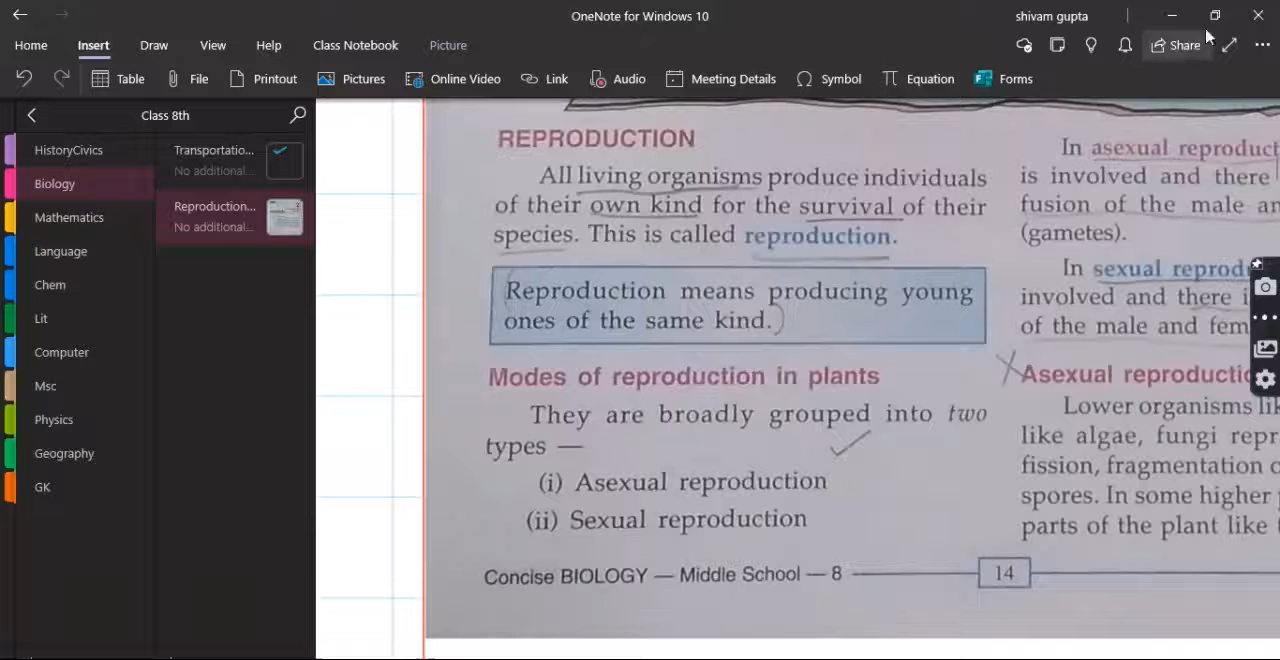 OneNote for Windows 10
shivam gupta
Home Insert Draw View Help Class Notebook Picture
Share
Table File Printout Pictures Online Video Link Audio Meeting Details Symbol Equation Forms
Class 8th
HistoryCivics
Biology
Mathematics
Language
Chem
Lit
Computer
Msc
Physics
Geography
GK
Transportatio...
No additional...
Reproduction...
No additional...
REPRODUCTION
All living organisms produce individuals
of their own kind for the survival of their
species. This is called reproduction.
Reproduction means producing young
ones of the same kind.
Modes of reproduction in plants
They are broadly grouped into two
types —
(i) Asexual reproduction
(ii) Sexual reproduction
Concise BIOLOGY — Middle School — 8
14
In asexual reproduct
is involved and there
fusion of the male an
(gametes).
In sexual reprod
involved and there i
of the male and fem
Asexual reproducti
Lower organisms lik
like algae, fungi repr
fission, fragmentation o
spores. In some higher
parts of the plant like